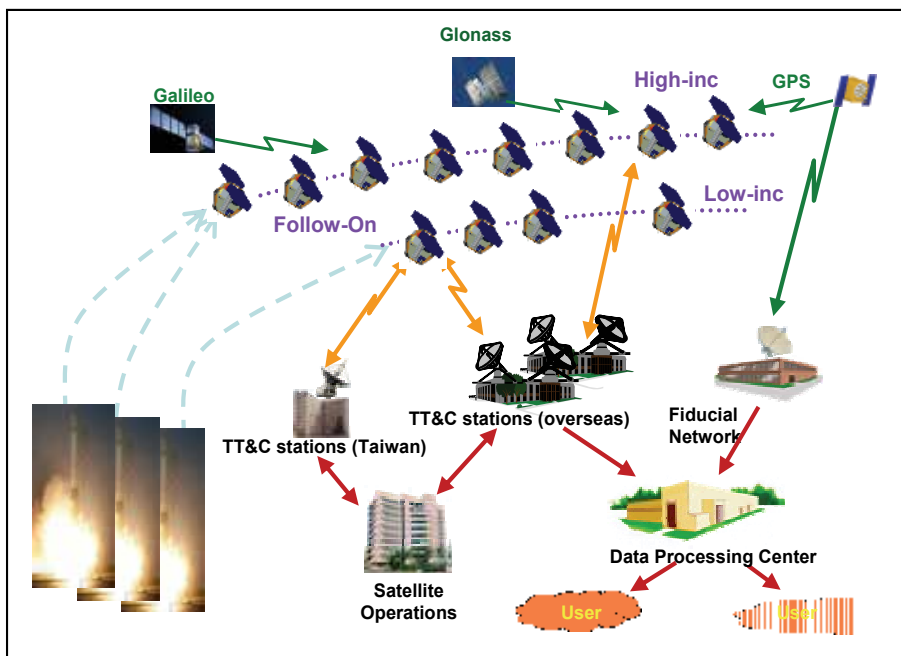 Glonass
High-inc
GPS
Galileo
Low-inc
Follow-On
TT&C stations (Taiwan)
TT&C stations (overseas)
Fiducial
Network
Data Processing Center
Satellite
Operations
User
User